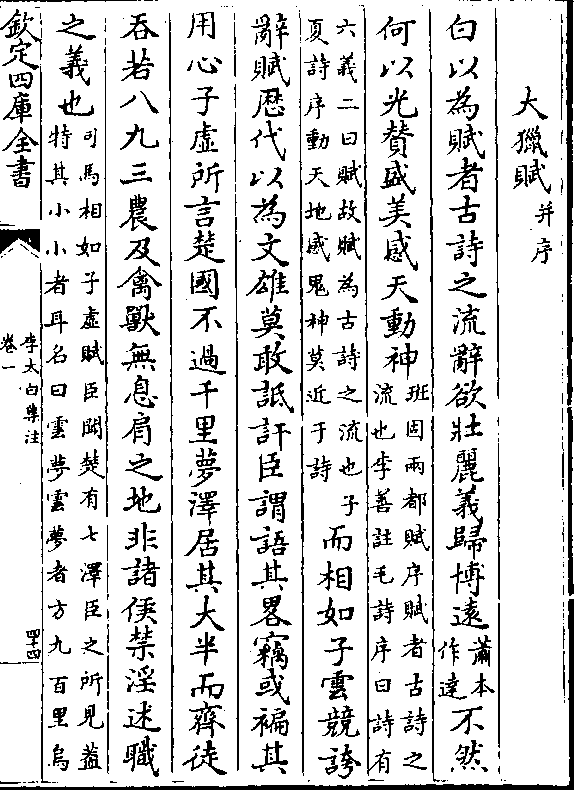 大獵賦并序
白以為賦者古詩之流辭欲壯麗義歸博遠蕭本作達不然
何以光賛盛美感天動神班固兩都賦序賦者古詩之流也李善註毛詩序曰詩有
六義二曰賦故賦為古詩之流也子夏詩序動天地感鬼神莫近于詩而相如子雲競誇
辭賦歴代以為文雄莫敢詆訐臣謂語其畧竊或褊其
用心子虛所言楚國不過千里夢澤居其大半而齊徒
吞若八九三農及禽獸無息肩之地非諸侯禁淫述職
之義也司馬相如子虛賦臣聞楚有七澤臣之所見葢特其小小者耳名曰雲夢雲夢者方九百里烏
欽定四庫全書
李太白集注
卷一
四十四